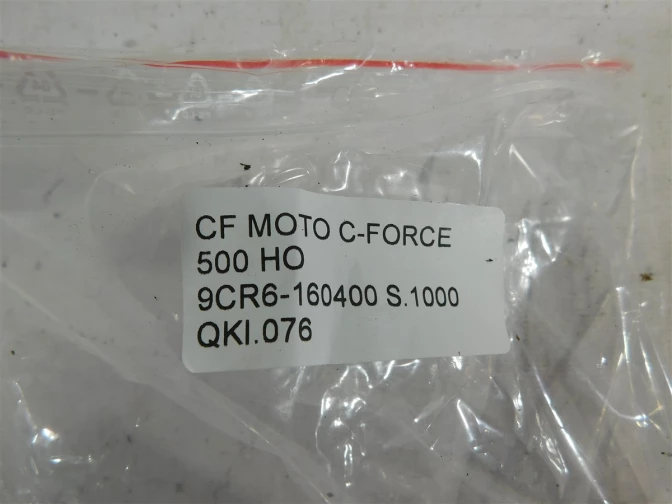 CF MOTO C-FORCE
500 HO
9CR6-160400 S.1000
QKI.076